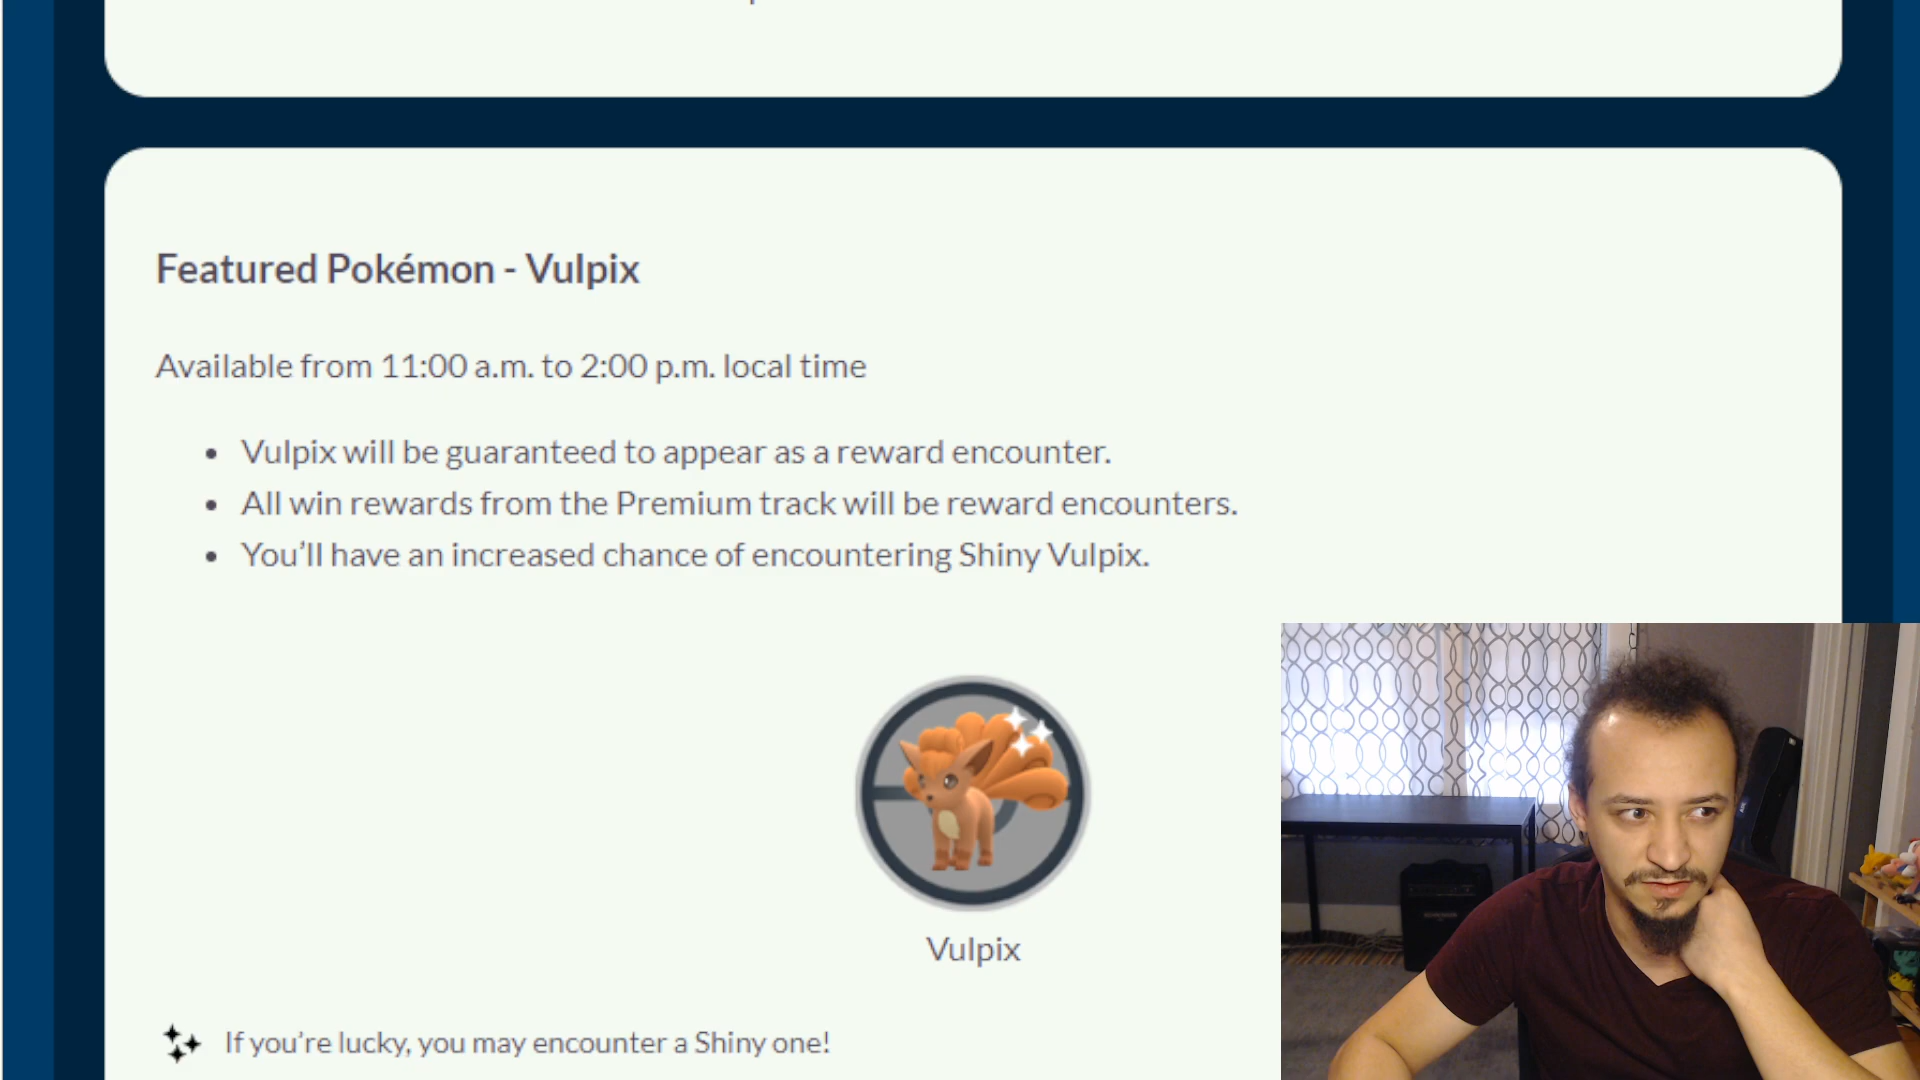 Featured Pokémon - Vulpix
Available from 11:00 a.m. to 2:00 p.m. local time
• Vulpix will be guaranteed to appear as a reward encounter.
• All win rewards from the Premium track will be reward encounters.
• You’ll have an increased chance of encountering Shiny Vulpix.
Vulpix
If you’re lucky, you may encounter a Shiny one!